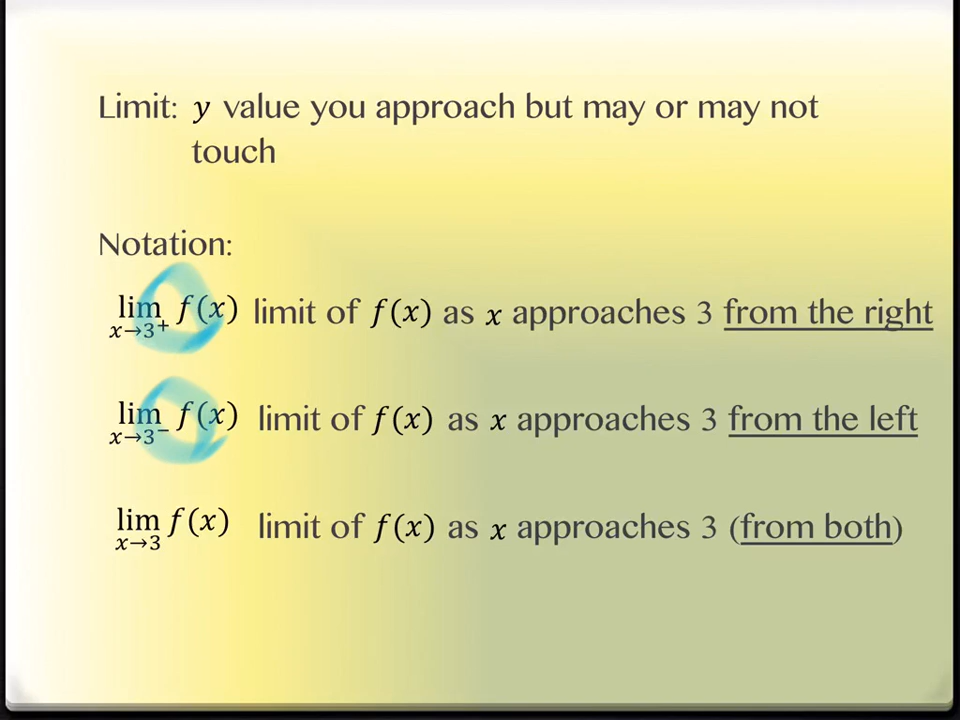 Limit: y value you approach but may or may not
touch
Notation:
lim x→3⁺ f(x) limit of f(x) as x approaches 3 from the right
lim x→3⁻ f(x) limit of f(x) as x approaches 3 from the left
lim x→3 f(x) limit of f(x) as x approaches 3 (from both)